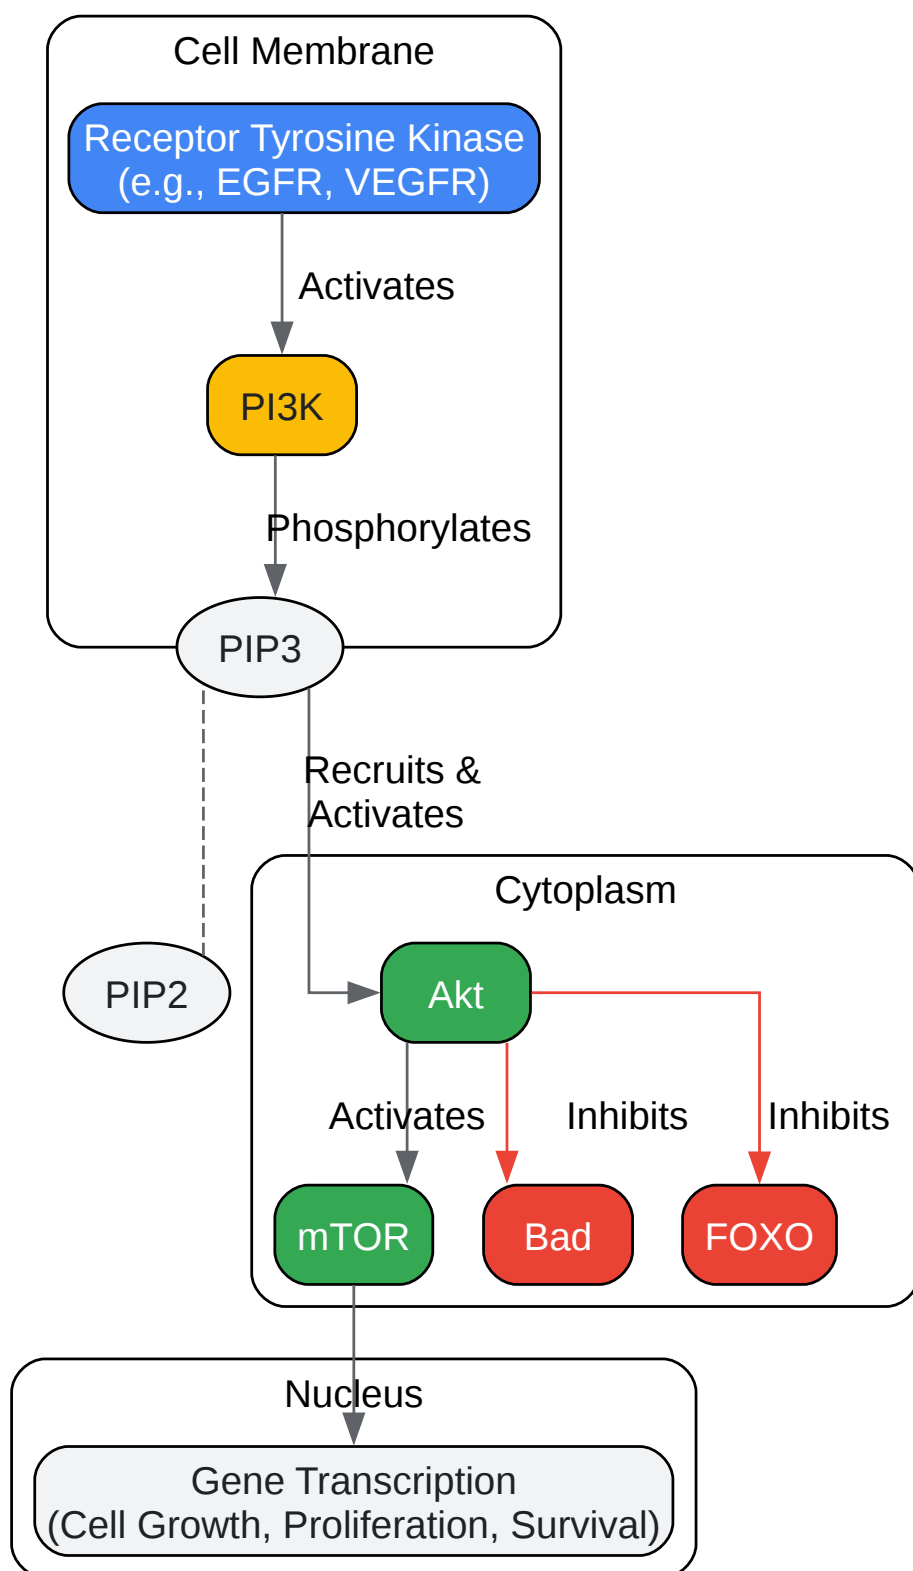 Cell Membrane
Receptor Tyrosine Kinase
(e.g., EGFR, VEGFR)
Activates
PI3K
Phosphorylates
PIP3
Recruits &
Activates
Cytoplasm
PIP2
Akt
Activates
Inhibits
Inhibits
mTOR
Bad
FOXO
Nucleus
Gene Transcription
(Cell Growth, Proliferation, Survival)